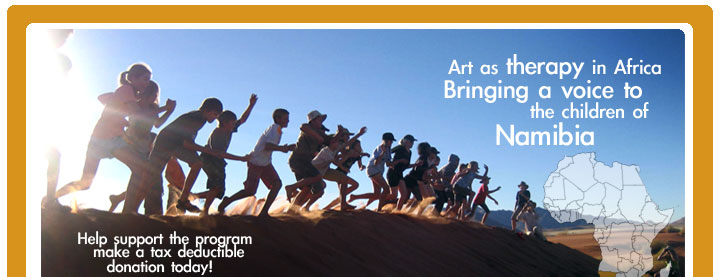 Art as therapy in Africa
Bringing a voice to
the children of
Namibia
Help support the program
make a tax deductible
donation today!